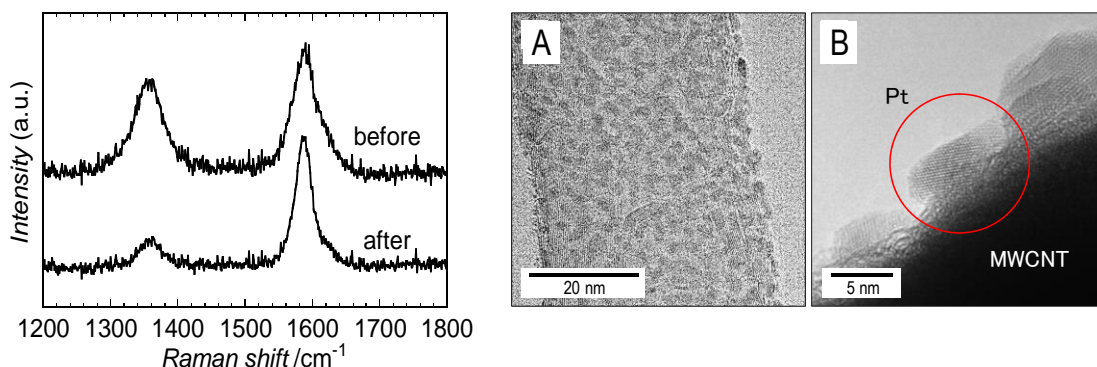 Intensity (a.u.)
before
after
1200 1300 1400 1500 1600 1700 1800
Raman shift /cm⁻¹
A
20 nm
B
Pt
MWCNT
5 nm